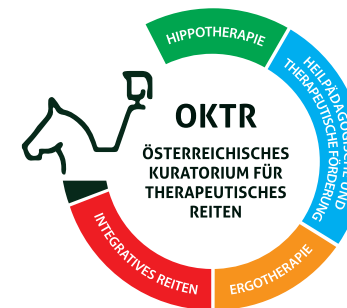 HIPPOTHERAPIE
HEILPÄDAGOGISCHE UND
THERAPEUTISCHE FÖRDERUNG
OKTR
ÖSTERREICHISCHES
KURATORIUM FÜR
THERAPEUTISCHES
REITEN
INTEGRATIVES REITEN
ERGOTHERAPIE